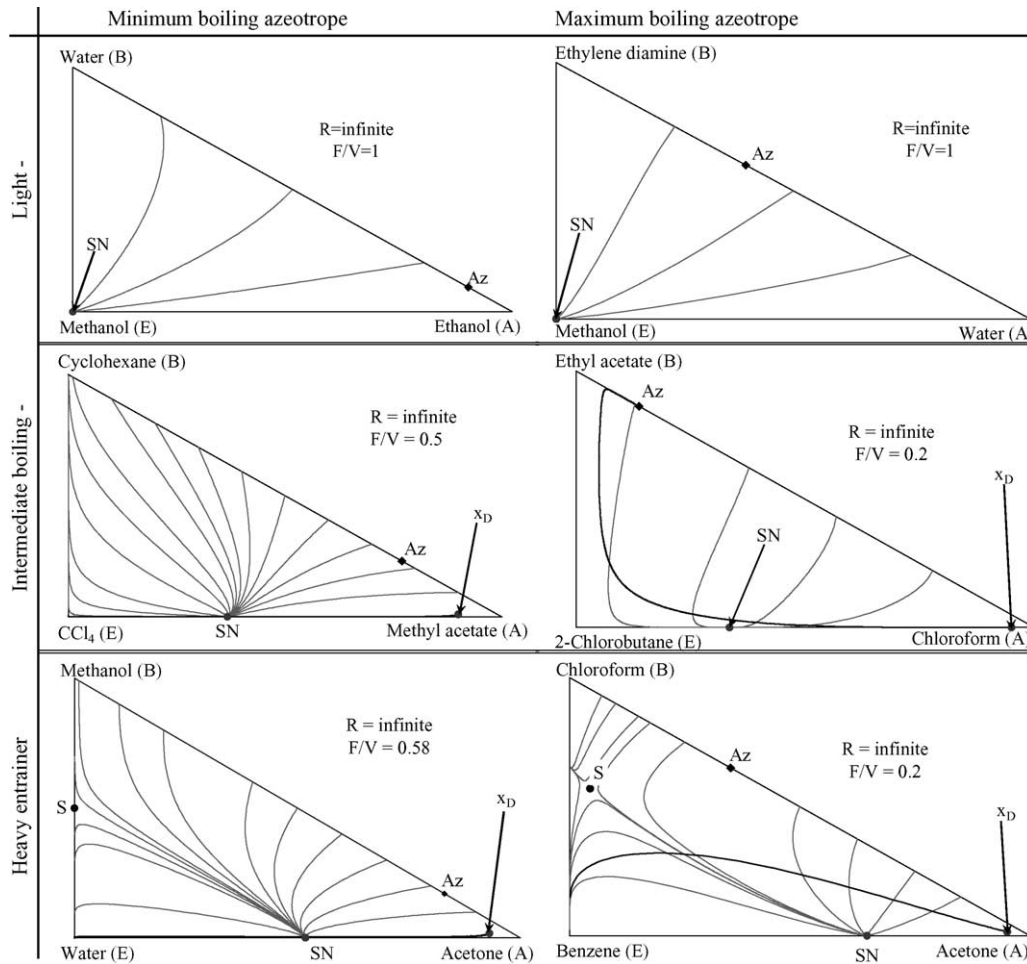 Minimum boiling azeotrope
Maximum boiling azeotrope
Light -
Water (B)
R=infinite
F/V=1
SN
Az
Methanol (E)
Ethanol (A)
Ethylene diamine (B)
R=infinite
F/V=1
Az
SN
Methanol (E)
Water (A
Intermediate boiling -
Cyclohexane (B)
R = infinite
F/V = 0.5
xD
Az
CCl4 (E)
SN
Methyl acetate (A)
Ethyl acetate (B)
Az
R = infinite
F/V = 0.2
xD
SN
2-Chlorobutane (E)
Chloroform (A)
Heavy entrainer
Methanol (B)
R = infinite
F/V = 0.58
S
xD
Az
Water (E)
SN
Acetone (A)
Chloroform (B)
R = infinite
F/V = 0.2
Az
S
xD
Benzene (E)
SN
Acetone (A)